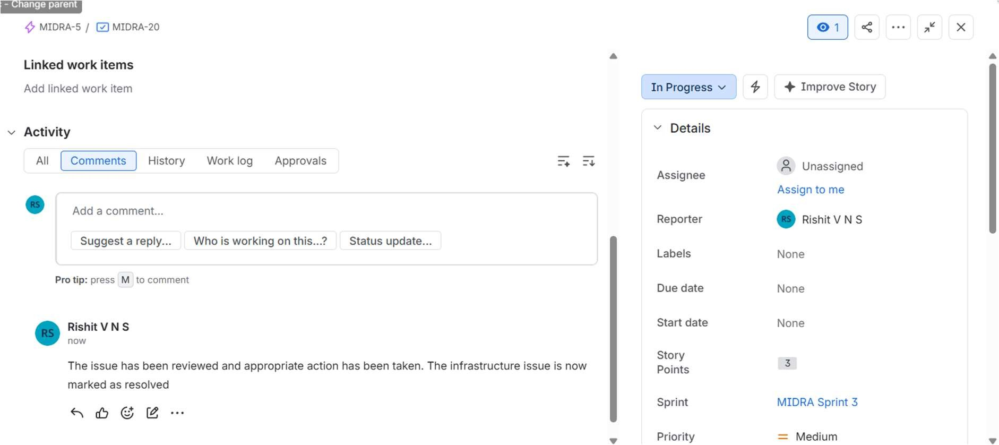 - Change parent
MIDRA-5 / MIDRA-20
1
Linked work items
Add linked work item
Activity
All Comments History Work log Approvals
RS
Add a comment...
Suggest a reply... Who is working on this...? Status update...
Pro tip: press M to comment
RS
Rishit V N S
now
The issue has been reviewed and appropriate action has been taken. The infrastructure issue is now
marked as resolved
In Progress
Improve Story
Details
Assignee
Unassigned
Assign to me
Reporter
RS Rishit V N S
Labels
None
Due date
None
Start date
None
Story
Points
3
Sprint
MIDRA Sprint 3
Priority
Medium